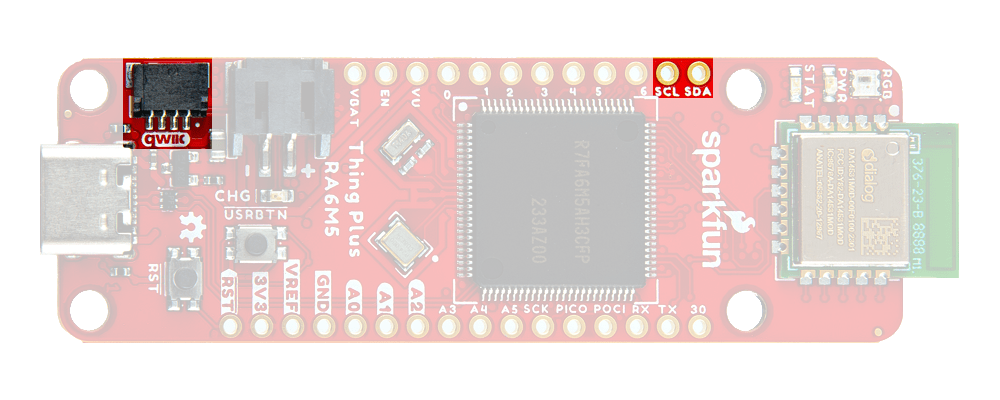 qwiic
VBAT
EN
VU
0
1
2
3
4
5
6
SCL
SDA
STAT
PWR
RGB
- +
CHG
USRBTN
Thing Plus
RA6M5
R7FA6M5AH3CFP
233AZ00
sparkfun
dialog
376-23-B
RST
RST
3V3
VREF
GND
A0
A1
A2
A3
A4
A5
SCK
PICO
POCI
RX
TX
30